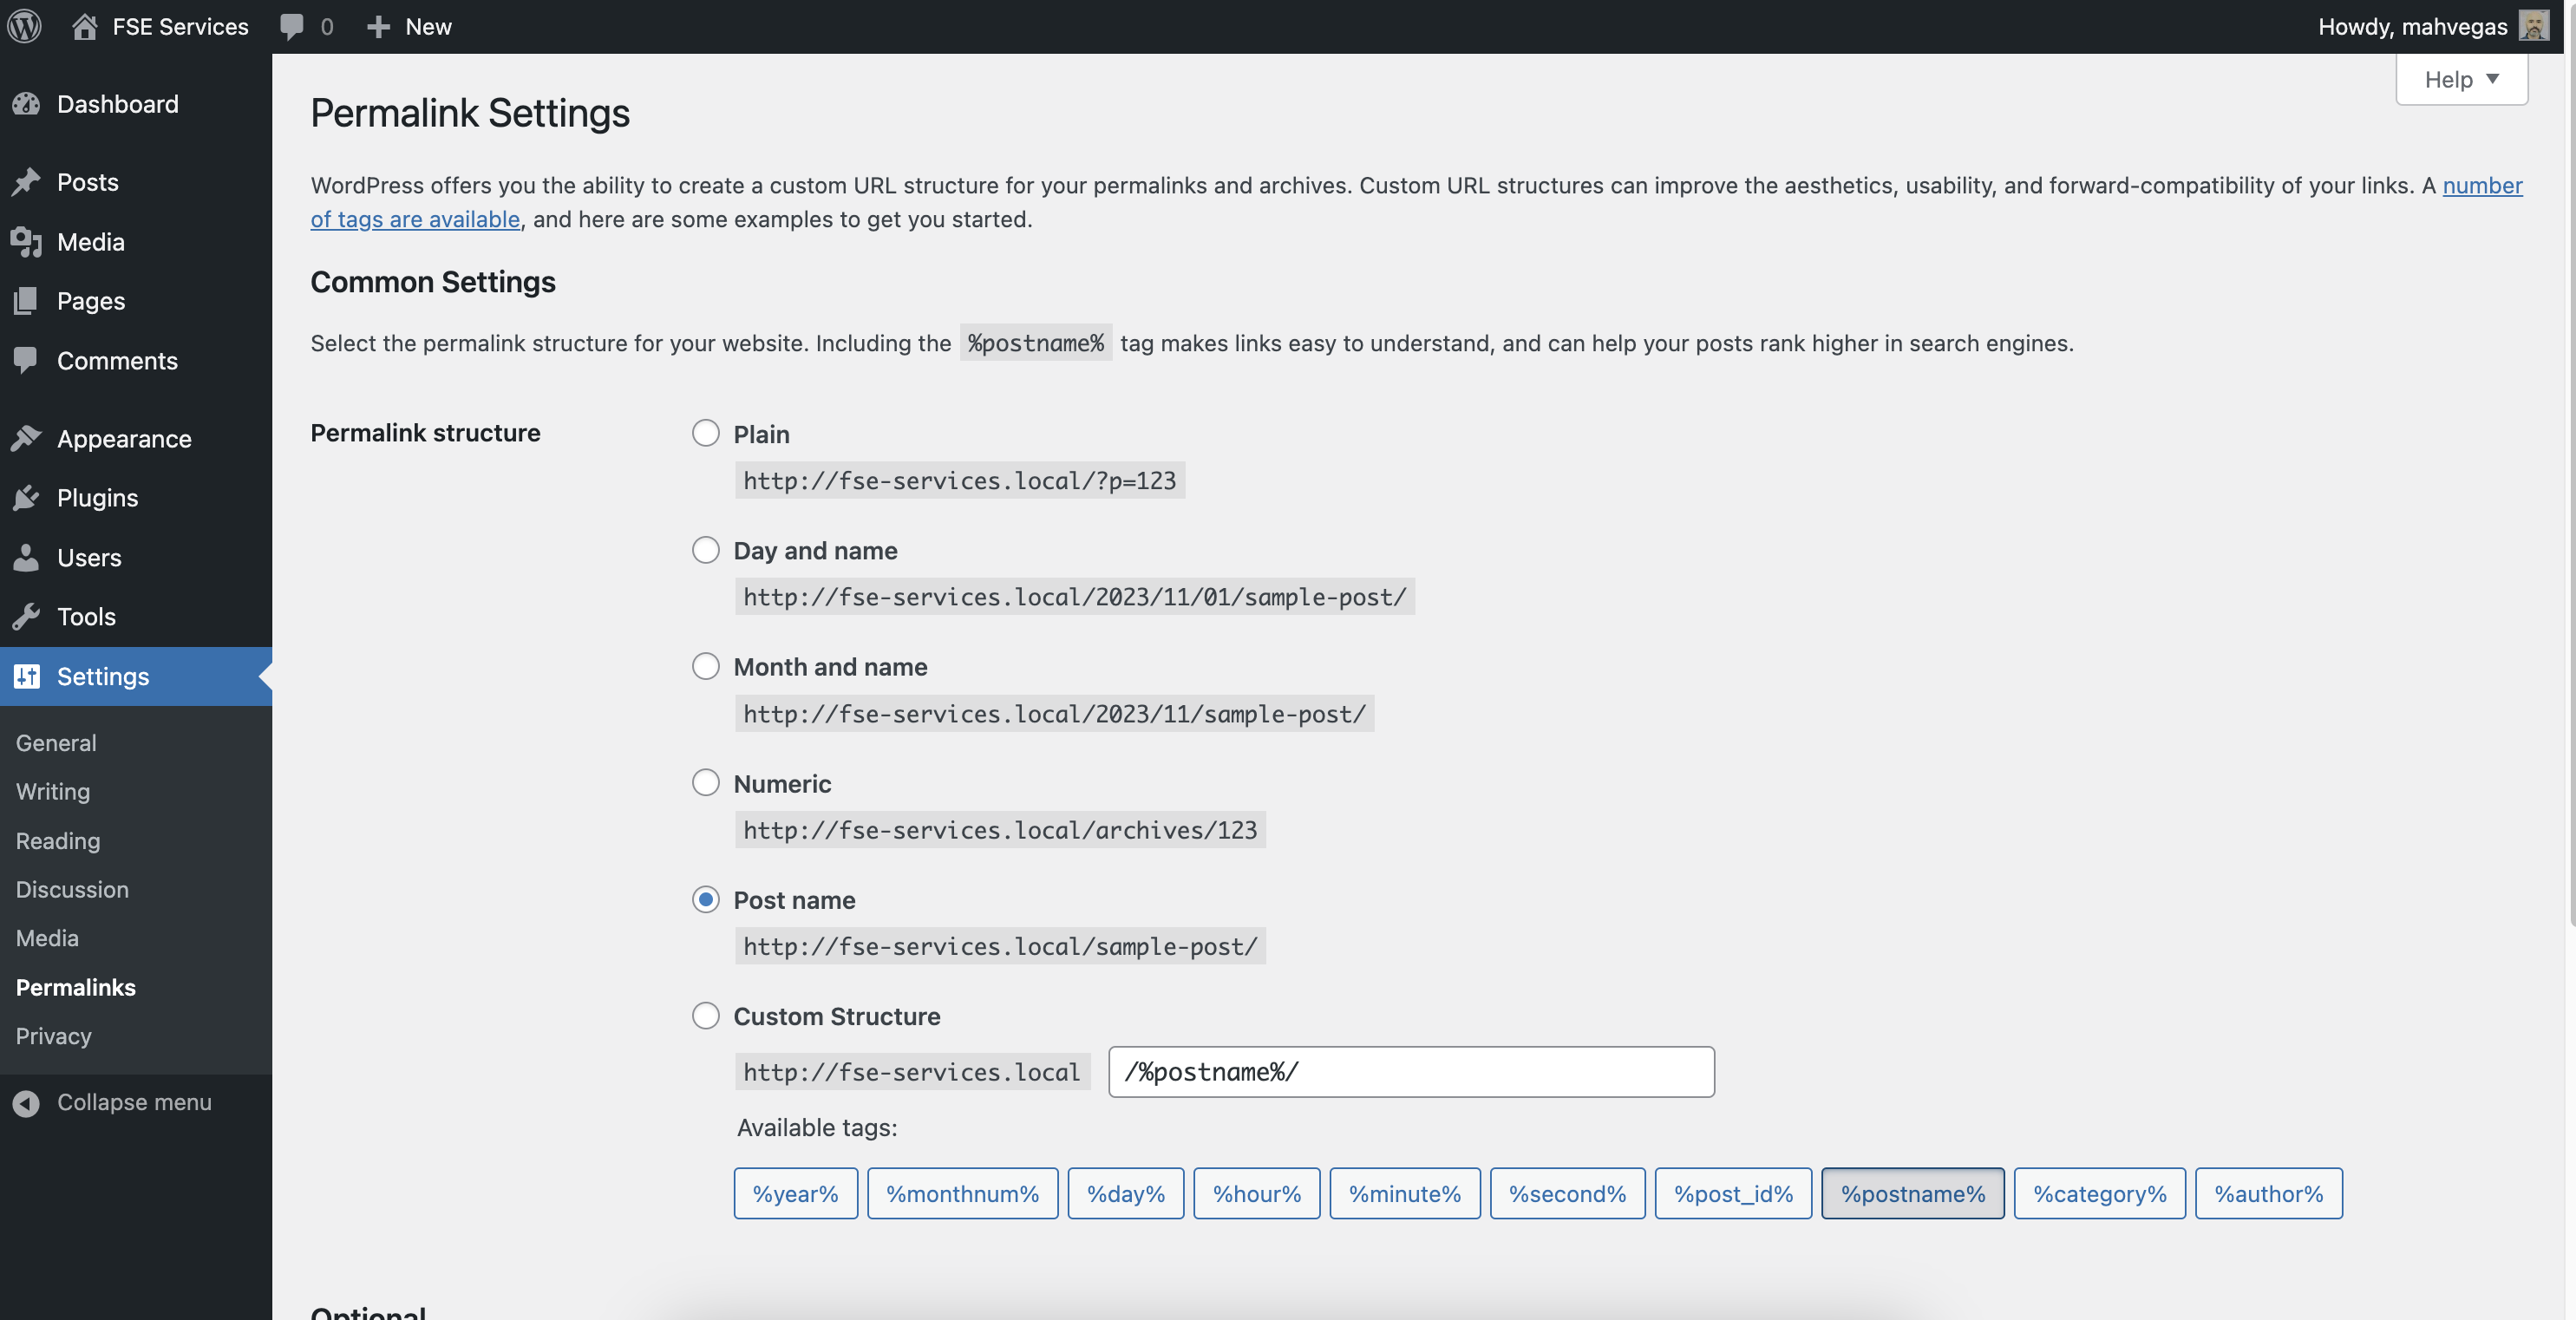 FSE Services
0
New
Howdy, mahvegas
Dashboard
Posts
Media
Pages
Comments
Appearance
Plugins
Users
Tools
Settings
General
Writing
Reading
Discussion
Media
Permalinks
Privacy
Collapse menu
Help
Permalink Settings
WordPress offers you the ability to create a custom URL structure for your permalinks and archives. Custom URL structures can improve the aesthetics, usability, and forward-compatibility of your links. A number
of tags are available, and here are some examples to get you started.
Common Settings
Select the permalink structure for your website. Including the %postname% tag makes links easy to understand, and can help your posts rank higher in search engines.
Permalink structure
Plain
http://fse-services.local/?p=123
Day and name
http://fse-services.local/2023/11/01/sample-post/
Month and name
http://fse-services.local/2023/11/sample-post/
Numeric
http://fse-services.local/archives/123
Post name
http://fse-services.local/sample-post/
Custom Structure
http://fse-services.local /%postname%/
Available tags:
%year% %monthnum% %day% %hour% %minute% %second% %post_id% %postname% %category% %author%
Optional